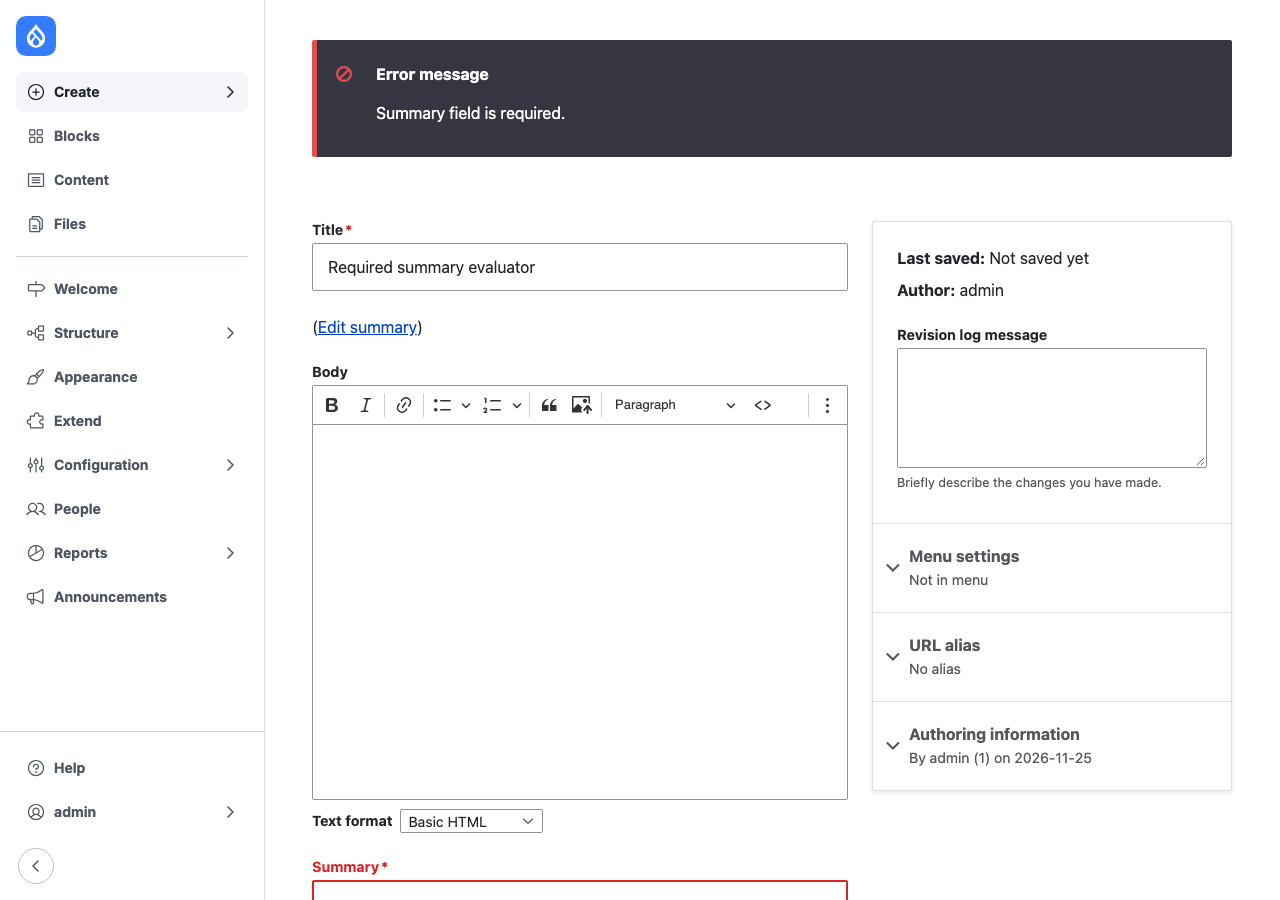 Create
Blocks
Content
Files
Welcome
Structure
Appearance
Extend
Configuration
People
Reports
Announcements
Help
admin
Error message
Summary field is required.
Title*
Required summary evaluator
(Edit summary)
Body
Paragraph
Text format Basic HTML
Summary*
Last saved: Not saved yet
Author: admin
Revision log message
Briefly describe the changes you have made.
Menu settings
Not in menu
URL alias
No alias
Authoring information
By admin (1) on 2026-11-25